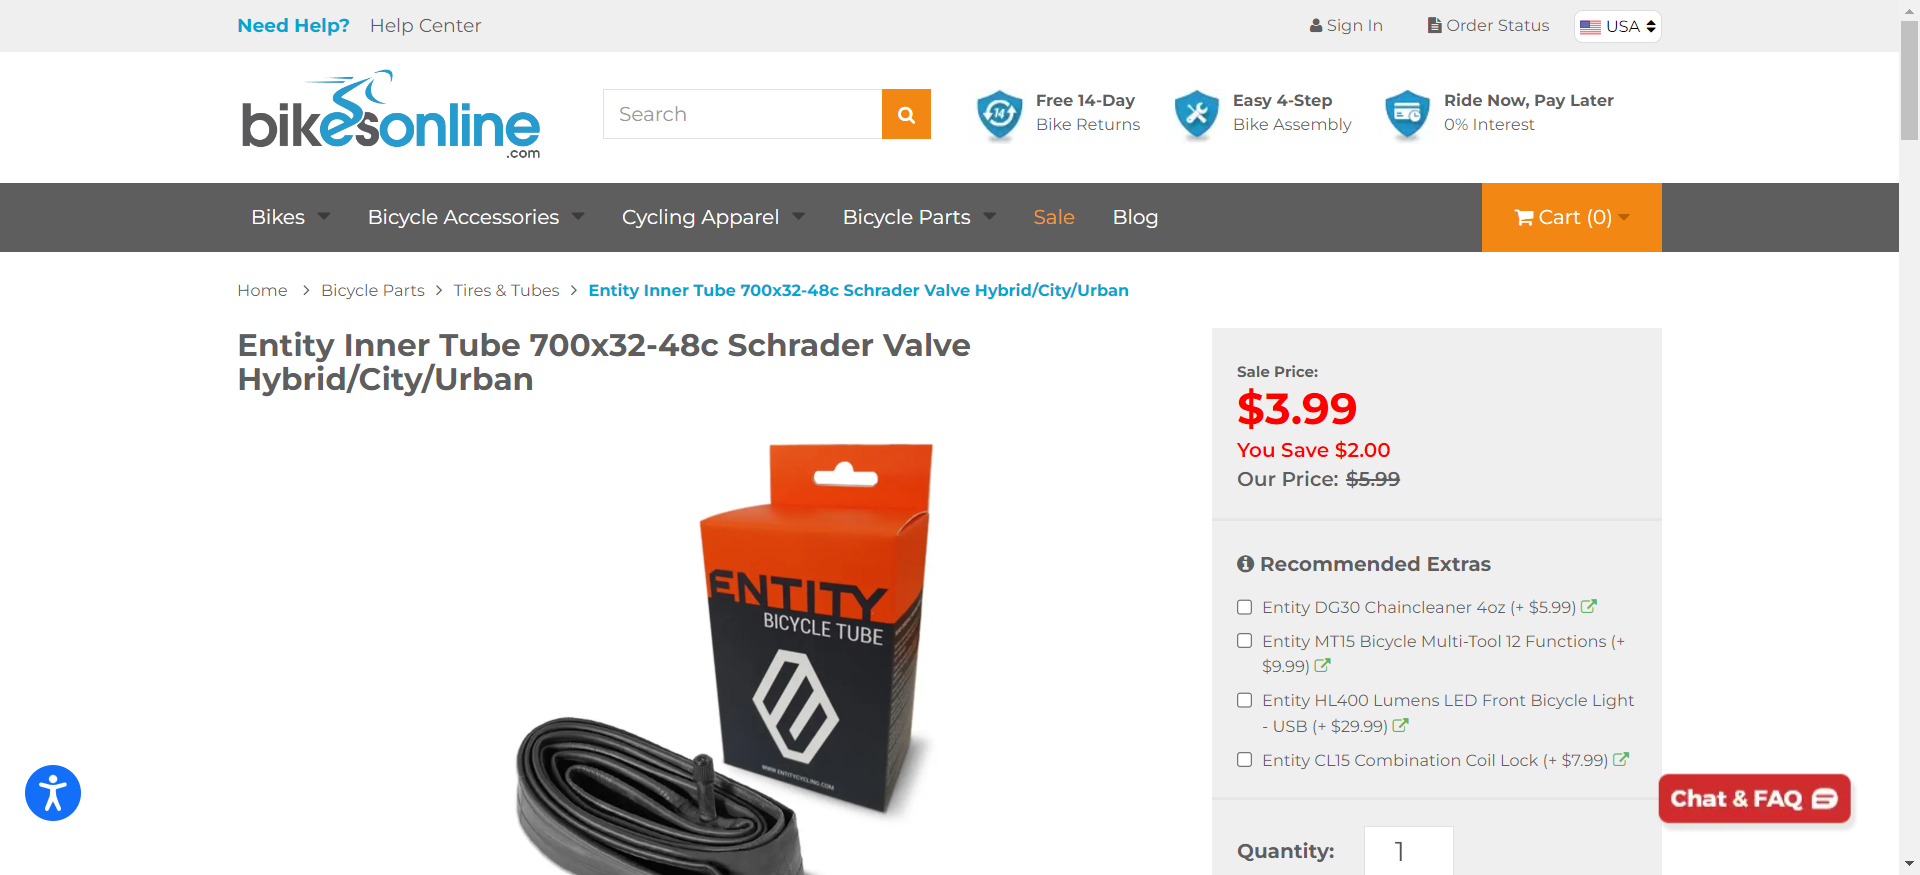 Need Help? Help Center
Sign In Order Status USA
bikesonline
.com
Search
Free 14-Day
Bike Returns
14
Easy 4-Step
Bike Assembly
Ride Now, Pay Later
0% Interest
Bikes Bicycle Accessories Cycling Apparel Bicycle Parts Sale Blog Cart (0)
Home > Bicycle Parts > Tires & Tubes > Entity Inner Tube 700x32-48c Schrader Valve Hybrid/City/Urban
Entity Inner Tube 700x32-48c Schrader Valve
Hybrid/City/Urban
ENTITY
BICYCLE TUBE
WWW.ENTITYCYCLING.COM
Sale Price:
$3.99
You Save $2.00
Our Price: $5.99
Recommended Extras
Entity DG30 Chaincleaner 4oz (+ $5.99)
Entity MT15 Bicycle Multi-Tool 12 Functions (+
$9.99)
Entity HL400 Lumens LED Front Bicycle Light
- USB (+ $29.99)
Entity CL15 Combination Coil Lock (+ $7.99)
Chat & FAQ
Quantity: 1